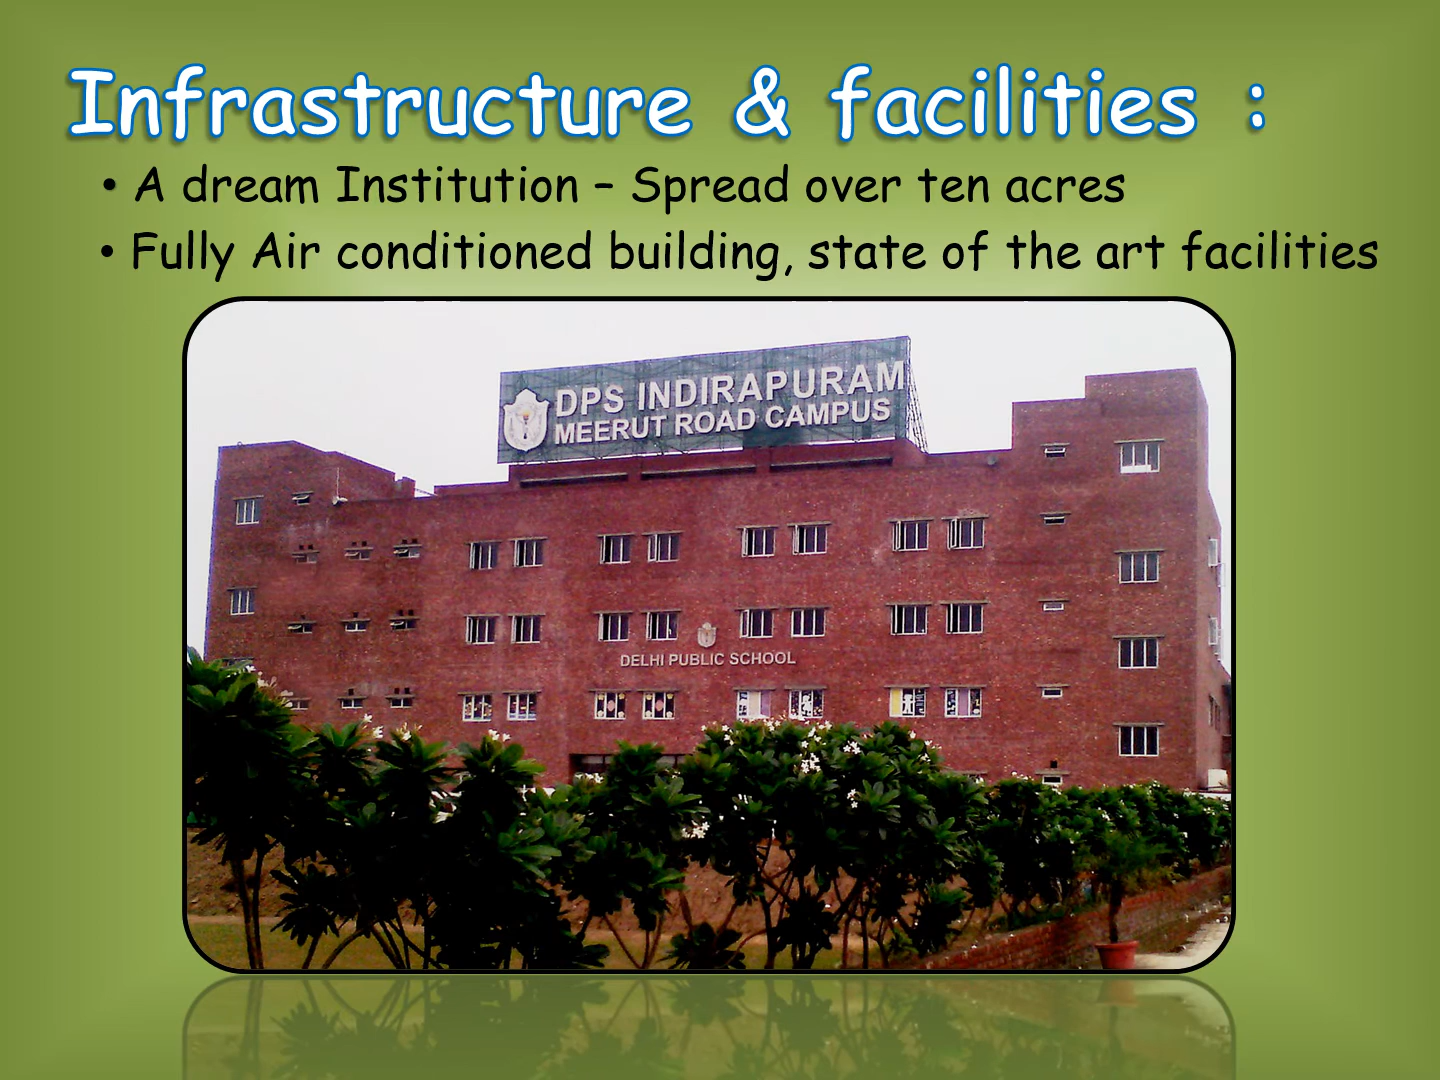 Infrastructure & facilities :
• A dream Institution – Spread over ten acres
• Fully Air conditioned building, state of the art facilities
DPS INDIRAPURAM
MEERUT ROAD CAMPUS
DELHI PUBLIC SCHOOL